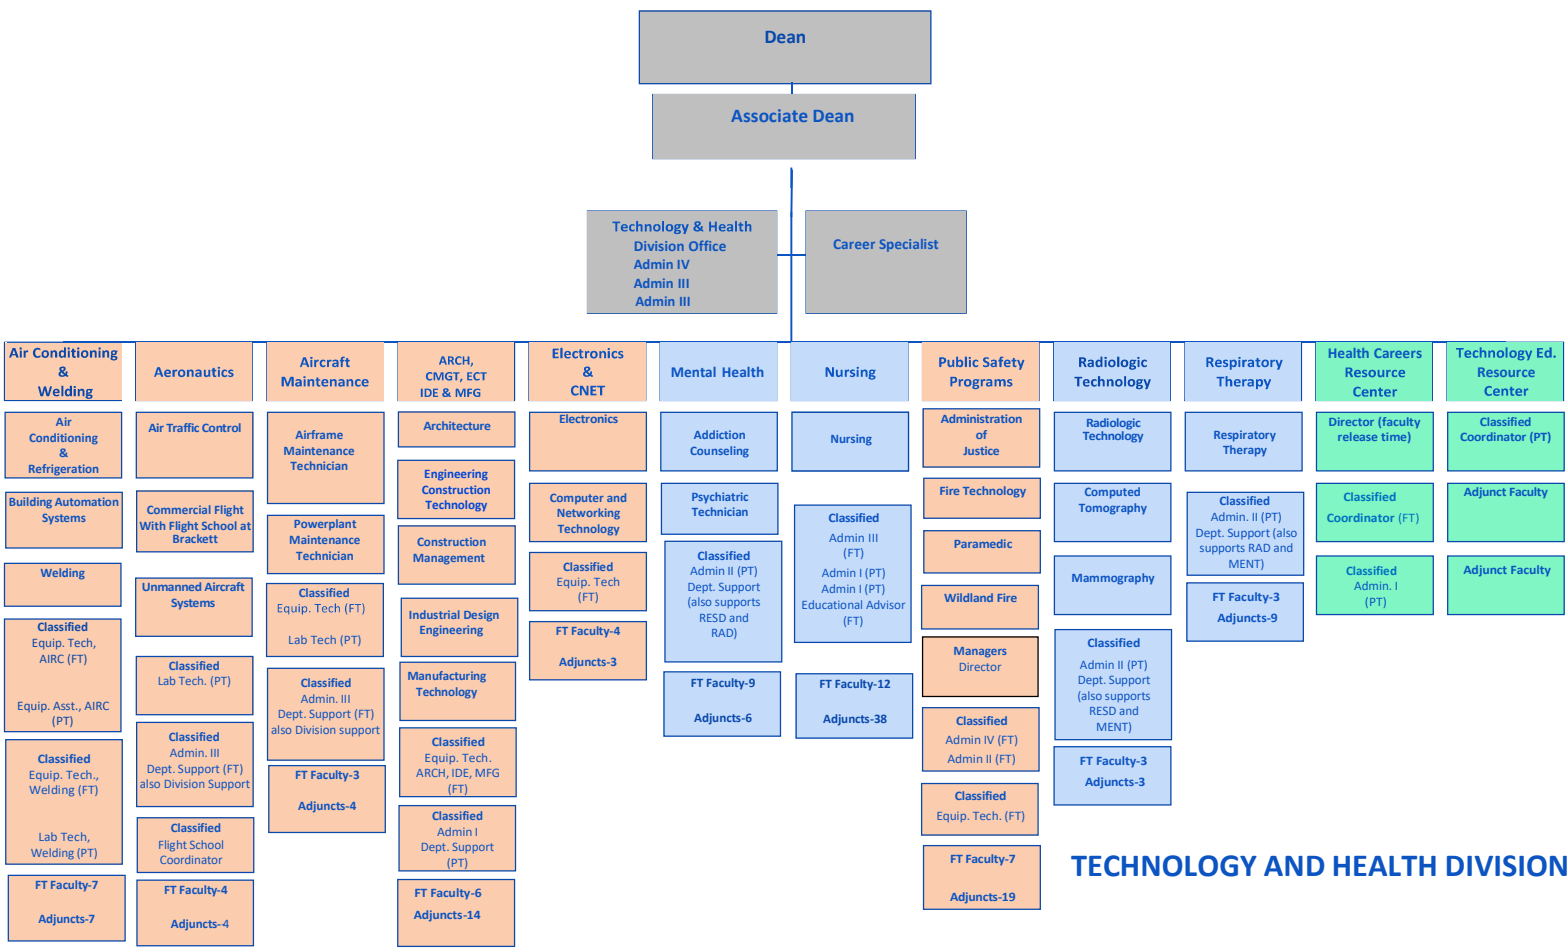 Dean
Associate Dean
Technology & Health
Division Office
Admin IV
Admin III
Admin III
Career Specialist
Air Conditioning
&
Welding
Air
Conditioning
&
Refrigeration
Building Automation
Systems
Welding
Classified
Equip. Tech,
AIRC (FT)
Equip. Asst., AIRC
(PT)
Classified
Equip. Tech.,
Welding (FT)
Lab Tech,
Welding (PT)
FT Faculty-7
Adjuncts-7
Aeronautics
Air Traffic Control
Commercial Flight
With Flight School at
Brackett
Unmanned Aircraft
Systems
Classified
Lab Tech. (PT)
Classified
Admin. III
Dept. Support (FT)
also Division Support
Classified
Flight School
Coordinator
FT Faculty-4
Adjuncts-4
Aircraft
Maintenance
Airframe
Maintenance
Technician
Powerplant
Maintenance
Technician
Classified
Equip. Tech (FT)
Lab Tech (PT)
Classified
Admin. III
Dept. Support (FT)
also Division support
FT Faculty-3
Adjuncts-4
ARCH,
CMGT, ECT
IDE & MFG
Architecture
Engineering
Construction
Technology
Construction
Management
Industrial Design
Engineering
Manufacturing
Technology
Classified
Equip. Tech.
ARCH, IDE, MFG
(FT)
Classified
Admin I
Dept. Support
(PT)
FT Faculty-6
Adjuncts-14
Electronics
&
CNET
Electronics
Computer and
Networking
Technology
Classified
Equip. Tech
(FT)
FT Faculty-4
Adjuncts-3
Mental Health
Addiction
Counseling
Psychiatric
Technician
Classified
Admin II (PT)
Dept. Support
(also supports
RESD and
RAD)
FT Faculty-9
Adjuncts-6
Nursing
Nursing
Classified
Admin III
(FT)
Admin I (PT)
Admin I (PT)
Educational Advisor
(FT)
FT Faculty-12
Adjuncts-38
Public Safety
Programs
Administration
of
Justice
Fire Technology
Paramedic
Wildland Fire
Managers
Director
Classified
Admin IV (FT)
Admin II (FT)
Classified
Equip. Tech. (FT)
FT Faculty-7
Adjuncts-19
Radiologic
Technology
Radiologic
Technology
Computed
Tomography
Mammography
Classified
Admin II (PT)
Dept. Support
(also supports
RESD and
MENT)
FT Faculty-3
Adjuncts-3
Respiratory
Therapy
Respiratory
Therapy
Classified
Admin. II (PT)
Dept. Support (also
supports RAD and
MENT)
FT Faculty-3
Adjuncts-9
Health Careers
Resource
Center
Director (faculty
release time)
Classified
Coordinator (FT)
Classified
Admin. I
(PT)
Technology Ed.
Resource
Center
Classified
Coordinator (PT)
Adjunct Faculty
Adjunct Faculty
TECHNOLOGY AND HEALTH DIVISION